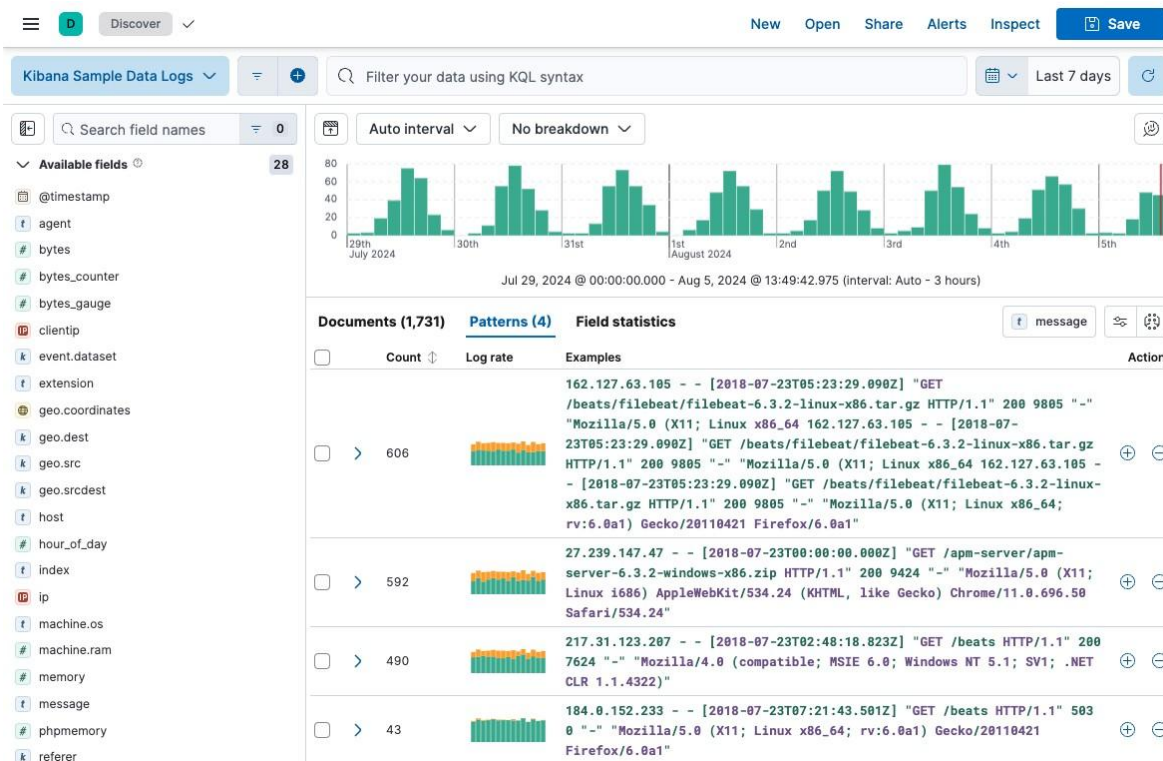 D
Discover
New
Open
Share
Alerts
Inspect
Save
Kibana Sample Data Logs
Filter your data using KQL syntax
Last 7 days
Search field names
0
Auto interval
No breakdown
Available fields
28
@timestamp
t agent
# bytes
# bytes_counter
# bytes_gauge
IP clientip
k event.dataset
t extension
geo.coordinates
k geo.dest
k geo.src
k geo.srcdest
t host
# hour_of_day
t index
IP ip
t machine.os
# machine.ram
# memory
t message
# phpmemory
k referer
80
60
40
20
0
29th
July 2024
30th
31st
1st
August 2024
2nd
3rd
4th
5th
Jul 29, 2024 @ 00:00:00.000 - Aug 5, 2024 @ 13:49:42.975 (interval: Auto - 3 hours)
Documents (1,731)
Patterns (4)
Field statistics
t message
Count
Log rate
Examples
Action
606
162.127.63.105 - - [2018-07-23T05:23:29.090Z] "GET
/beats/filebeat/filebeat-6.3.2-linux-x86.tar.gz HTTP/1.1" 200 9805 "-"
"Mozilla/5.0 (X11; Linux x86_64 162.127.63.105 - - [2018-07-
23T05:23:29.090Z] "GET /beats/filebeat/filebeat-6.3.2-linux-x86.tar.gz
HTTP/1.1" 200 9805 "-" "Mozilla/5.0 (X11; Linux x86_64 162.127.63.105 -
- [2018-07-23T05:23:29.090Z] "GET /beats/filebeat/filebeat-6.3.2-linux-
x86.tar.gz HTTP/1.1" 200 9805 "-" "Mozilla/5.0 (X11; Linux x86_64;
rv:6.0a1) Gecko/20110421 Firefox/6.0a1"
592
27.239.147.47 - - [2018-07-23T00:00:00.000Z] "GET /apm-server/apm-
server-6.3.2-windows-x86.zip HTTP/1.1" 200 9424 "-" "Mozilla/5.0 (X11;
Linux i686) AppleWebKit/534.24 (KHTML, like Gecko) Chrome/11.0.696.50
Safari/534.24"
490
217.31.123.207 - - [2018-07-23T02:48:18.823Z] "GET /beats HTTP/1.1" 200
7624 "-" "Mozilla/4.0 (compatible; MSIE 6.0; Windows NT 5.1; SV1; .NET
CLR 1.1.4322)"
43
184.0.152.233 - - [2018-07-23T07:21:43.501Z] "GET /beats HTTP/1.1" 503
0 "-" "Mozilla/5.0 (X11; Linux x86_64; rv:6.0a1) Gecko/20110421
Firefox/6.0a1"